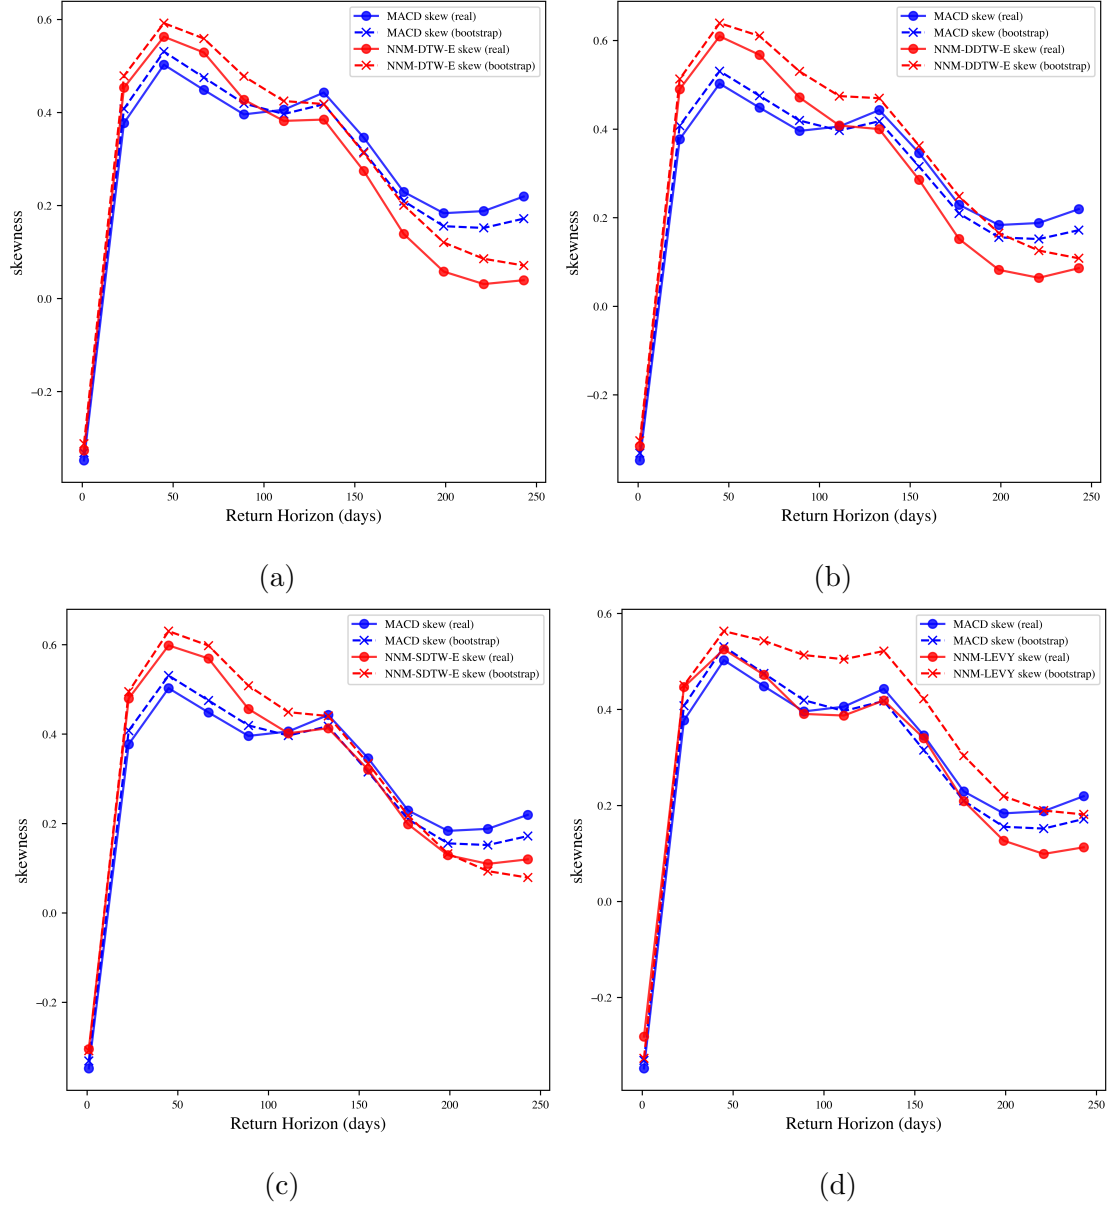 MACD skew (real)
MACD skew (bootstrap)
NNM-DTW-E skew (real)
NNM-DTW-E skew (bootstrap)
0.6
0.4
0.2
0.0
−0.2
skewness
0
50
100
150
200
250
Return Horizon (days)
(a)
MACD skew (real)
MACD skew (bootstrap)
NNM-DDTW-E skew (real)
NNM-DDTW-E skew (bootstrap)
0.6
0.4
0.2
0.0
−0.2
skewness
0
50
100
150
200
250
Return Horizon (days)
(b)
MACD skew (real)
MACD skew (bootstrap)
NNM-SDTW-E skew (real)
NNM-SDTW-E skew (bootstrap)
0.6
0.4
0.2
0.0
−0.2
skewness
0
50
100
150
200
250
Return Horizon (days)
(c)
MACD skew (real)
MACD skew (bootstrap)
NNM-LEVY skew (real)
NNM-LEVY skew (bootstrap)
0.6
0.4
0.2
0.0
−0.2
skewness
0
50
100
150
200
250
Return Horizon (days)
(d)